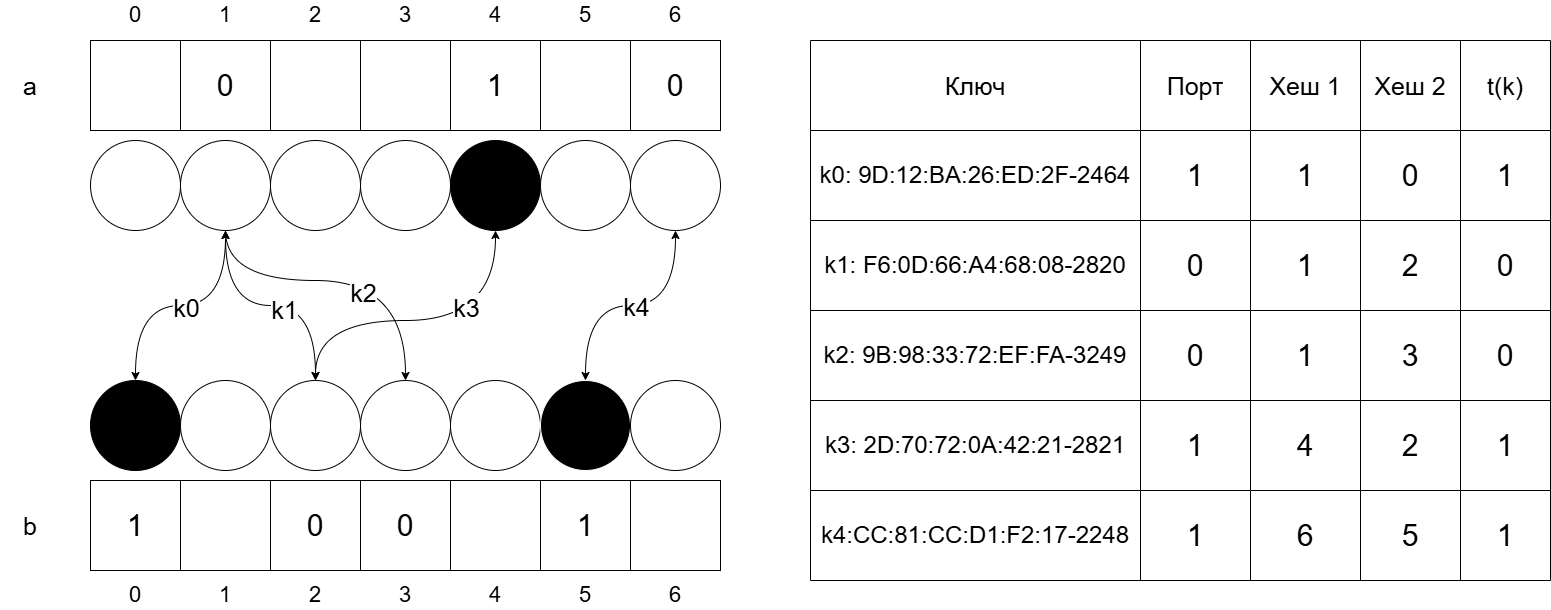 0 1 2 3 4 5 6
a 0 1 0
k0 k1 k2 k3 k4
b 1 0 0 1
0 1 2 3 4 5 6
Ключ Порт Хеш 1 Хеш 2 t(k)
k0: 9D:12:BA:26:ED:2F-2464 1 1 0 1
k1: F6:0D:66:A4:68:08-2820 0 1 2 0
k2: 9B:98:33:72:EF:FA-3249 0 1 3 0
k3: 2D:70:72:0A:42:21-2821 1 4 2 1
k4:CC:81:CC:D1:F2:17-2248 1 6 5 1